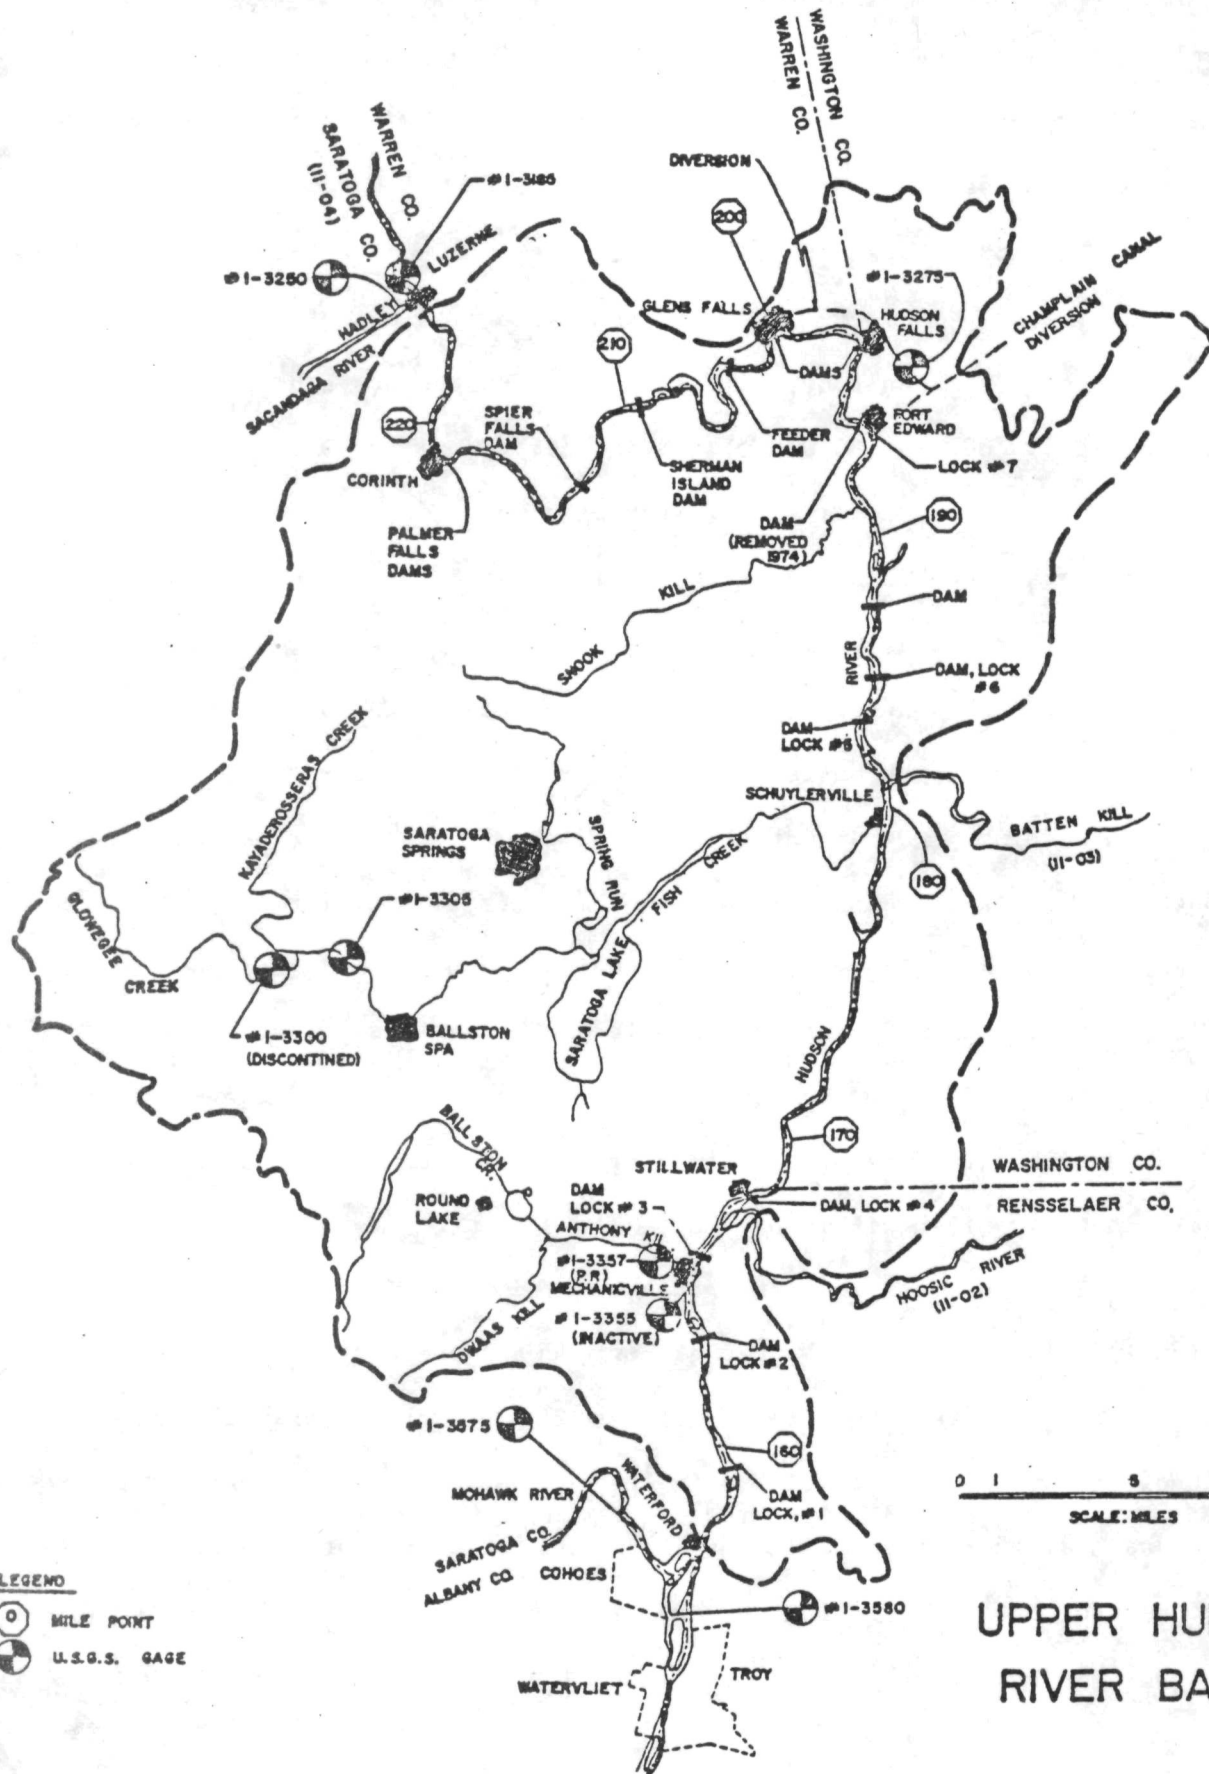 WASHINGTON CO.
WARREN CO.
WARREN CO.
SARATOGA CO.
(11-04)
#1-3185
DIVERSION
200
LUZERNE
#1-3250
HADLEY
SACANDAGA RIVER
#1-3275
CHAMPLAIN CANAL
DIVERSION
GLENS FALLS
HUDSON
FALLS
210
DAMS
220
SPIER
FALLS
DAM
FEEDER
DAM
FORT
EDWARD
CORINTH
SHERMAN
ISLAND
DAM
LOCK #7
PALMER
FALLS
DAMS
DAM
(REMOVED
1974)
190
SNOOK KILL
DAM
RIVER
DAM, LOCK
#6
DAM
LOCK #5
KAYADEROSSERAS CREEK
SCHUYLERVILLE
SARATOGA
SPRINGS
SPRING RUN
BATTEN KILL
(11-03)
180
FISH CREEK
#1-3305
GLOWEGEE
CREEK
SARATOGA LAKE
#1-3300
(DISCONTINED)
BALLSTON
SPA
HUDSON
BALLSTON
CR.
170
STILLWATER
WASHINGTON CO.
RENSSELAER CO.
DAM
LOCK #3
ROUND
LAKE
DAM, LOCK #4
ANTHONY KILL
#1-3357
(P.R)
MECHANICVILLE
HOOSIC RIVER
(11-02)
#1-3355
(INACTIVE)
DWAAS KILL
DAM
LOCK #2
#1-3575
160
WATERFORD
MOHAWK RIVER
DAM
LOCK, #1
0 1 5
SCALE: MILES
SARATOGA CO.
ALBANY CO.
COHOES
#1-3580
LEGEND
MILE POINT
U.S.G.S. GAGE
UPPER HU
RIVER BA
WATERVLIET
TROY